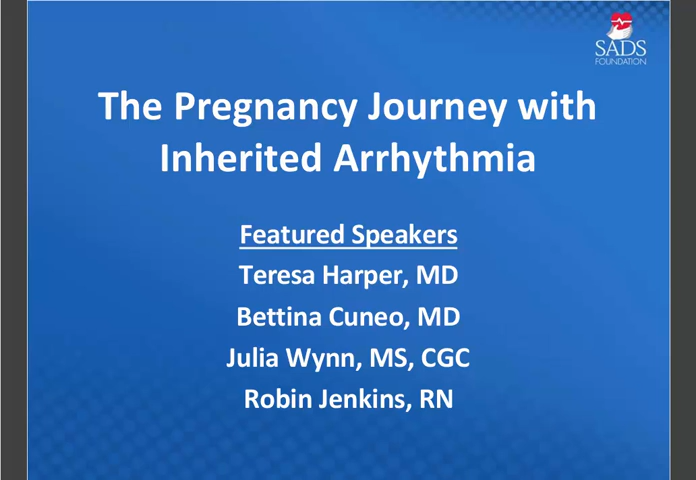 SADS
FOUNDATION
The Pregnancy Journey with
Inherited Arrhythmia
Featured Speakers
Teresa Harper, MD
Bettina Cuneo, MD
Julia Wynn, MS, CGC
Robin Jenkins, RN